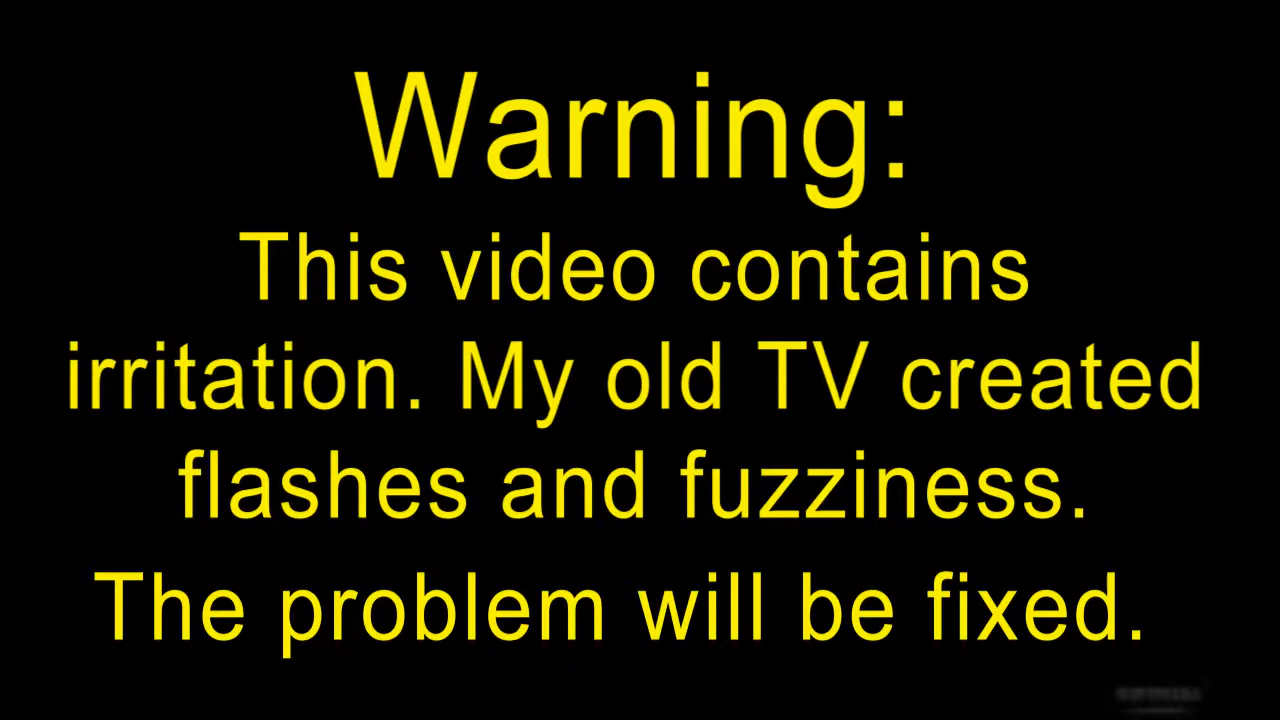 Warning:
This video contains
irritation. My old TV created
flashes and fuzziness.
The problem will be fixed.